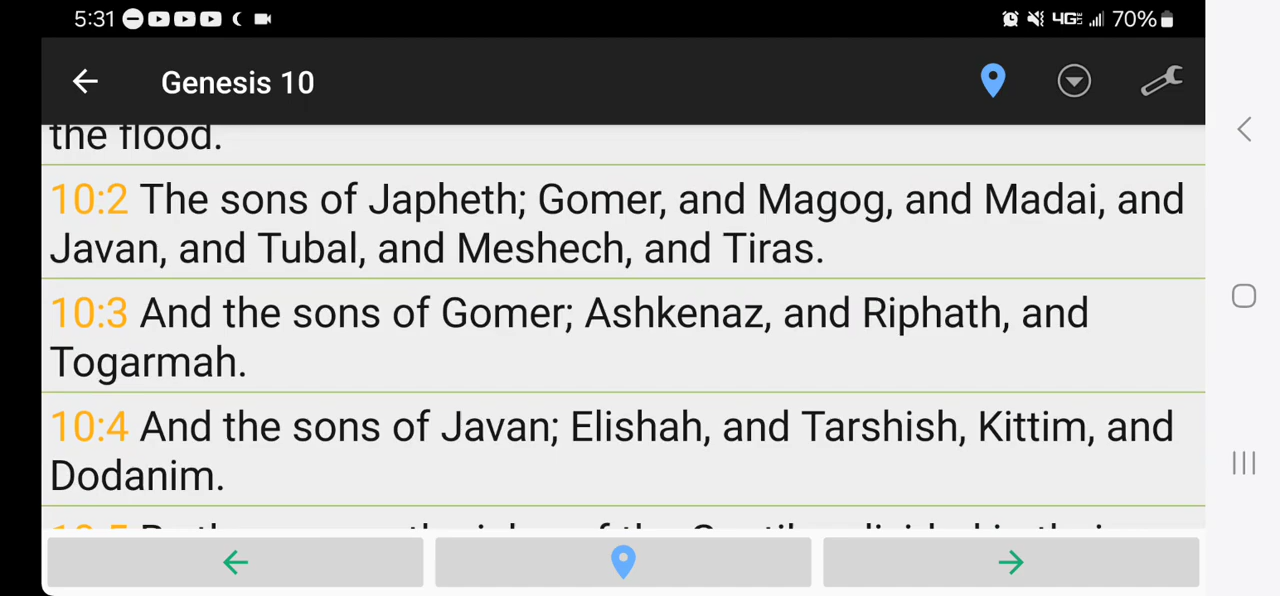 5:31 4GE 70%
Genesis 10
the flood.
10:2 The sons of Japheth; Gomer, and Magog, and Madai, and
Javan, and Tubal, and Meshech, and Tiras.
10:3 And the sons of Gomer; Ashkenaz, and Riphath, and
Togarmah.
10:4 And the sons of Javan; Elishah, and Tarshish, Kittim, and
Dodanim.